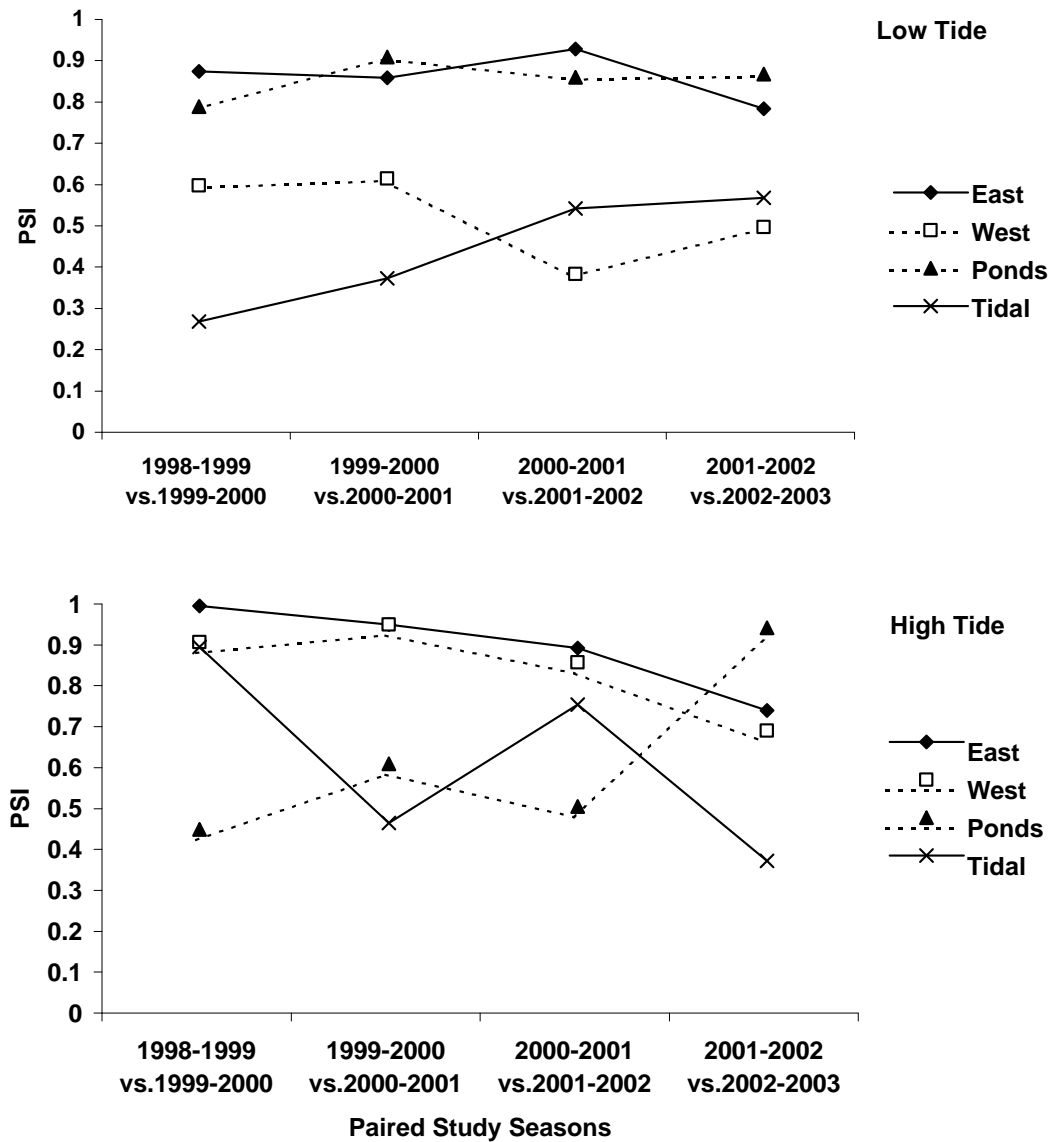 Low Tide
PSI
1
0.9
0.8
0.7
0.6
0.5
0.4
0.3
0.2
0.1
0
1998-1999
vs.1999-2000
1999-2000
vs.2000-2001
2000-2001
vs.2001-2002
2001-2002
vs.2002-2003
East
West
Ponds
Tidal
High Tide
PSI
1
0.9
0.8
0.7
0.6
0.5
0.4
0.3
0.2
0.1
0
1998-1999
vs.1999-2000
1999-2000
vs.2000-2001
2000-2001
vs.2001-2002
2001-2002
vs.2002-2003
East
West
Ponds
Tidal
Paired Study Seasons